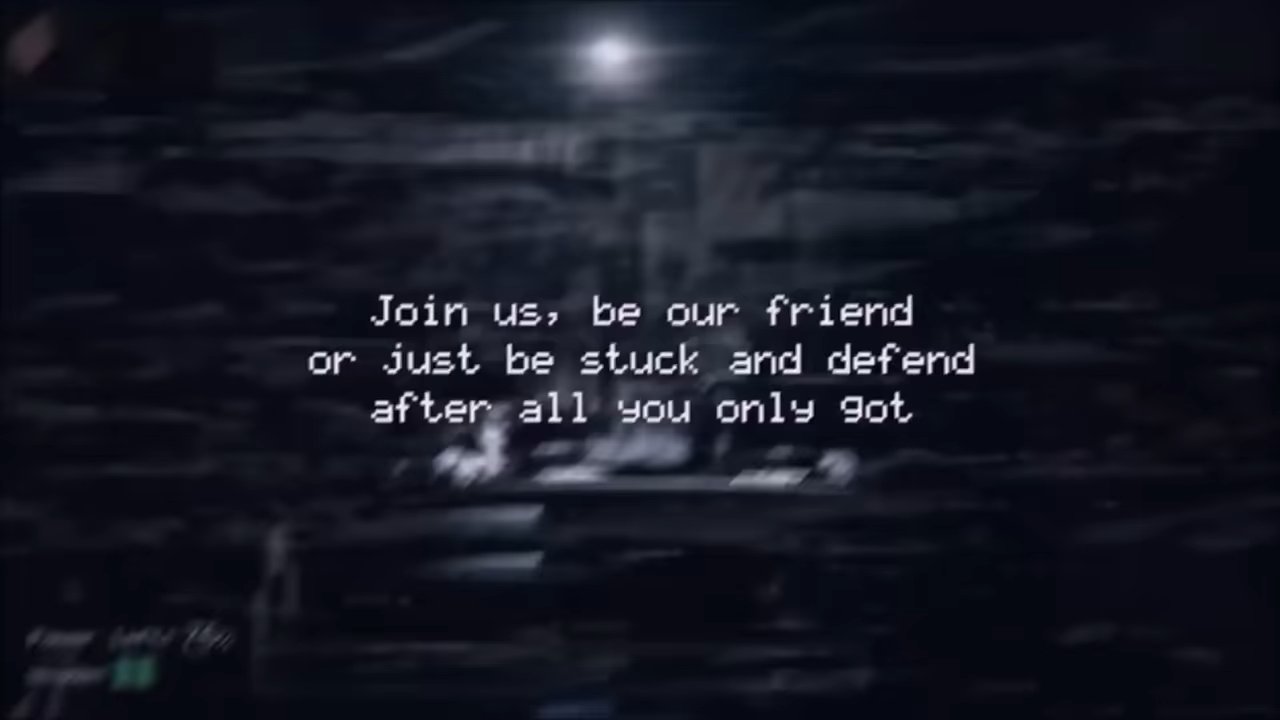 Join us, be our friend
or just be stuck and defend
after all you only got